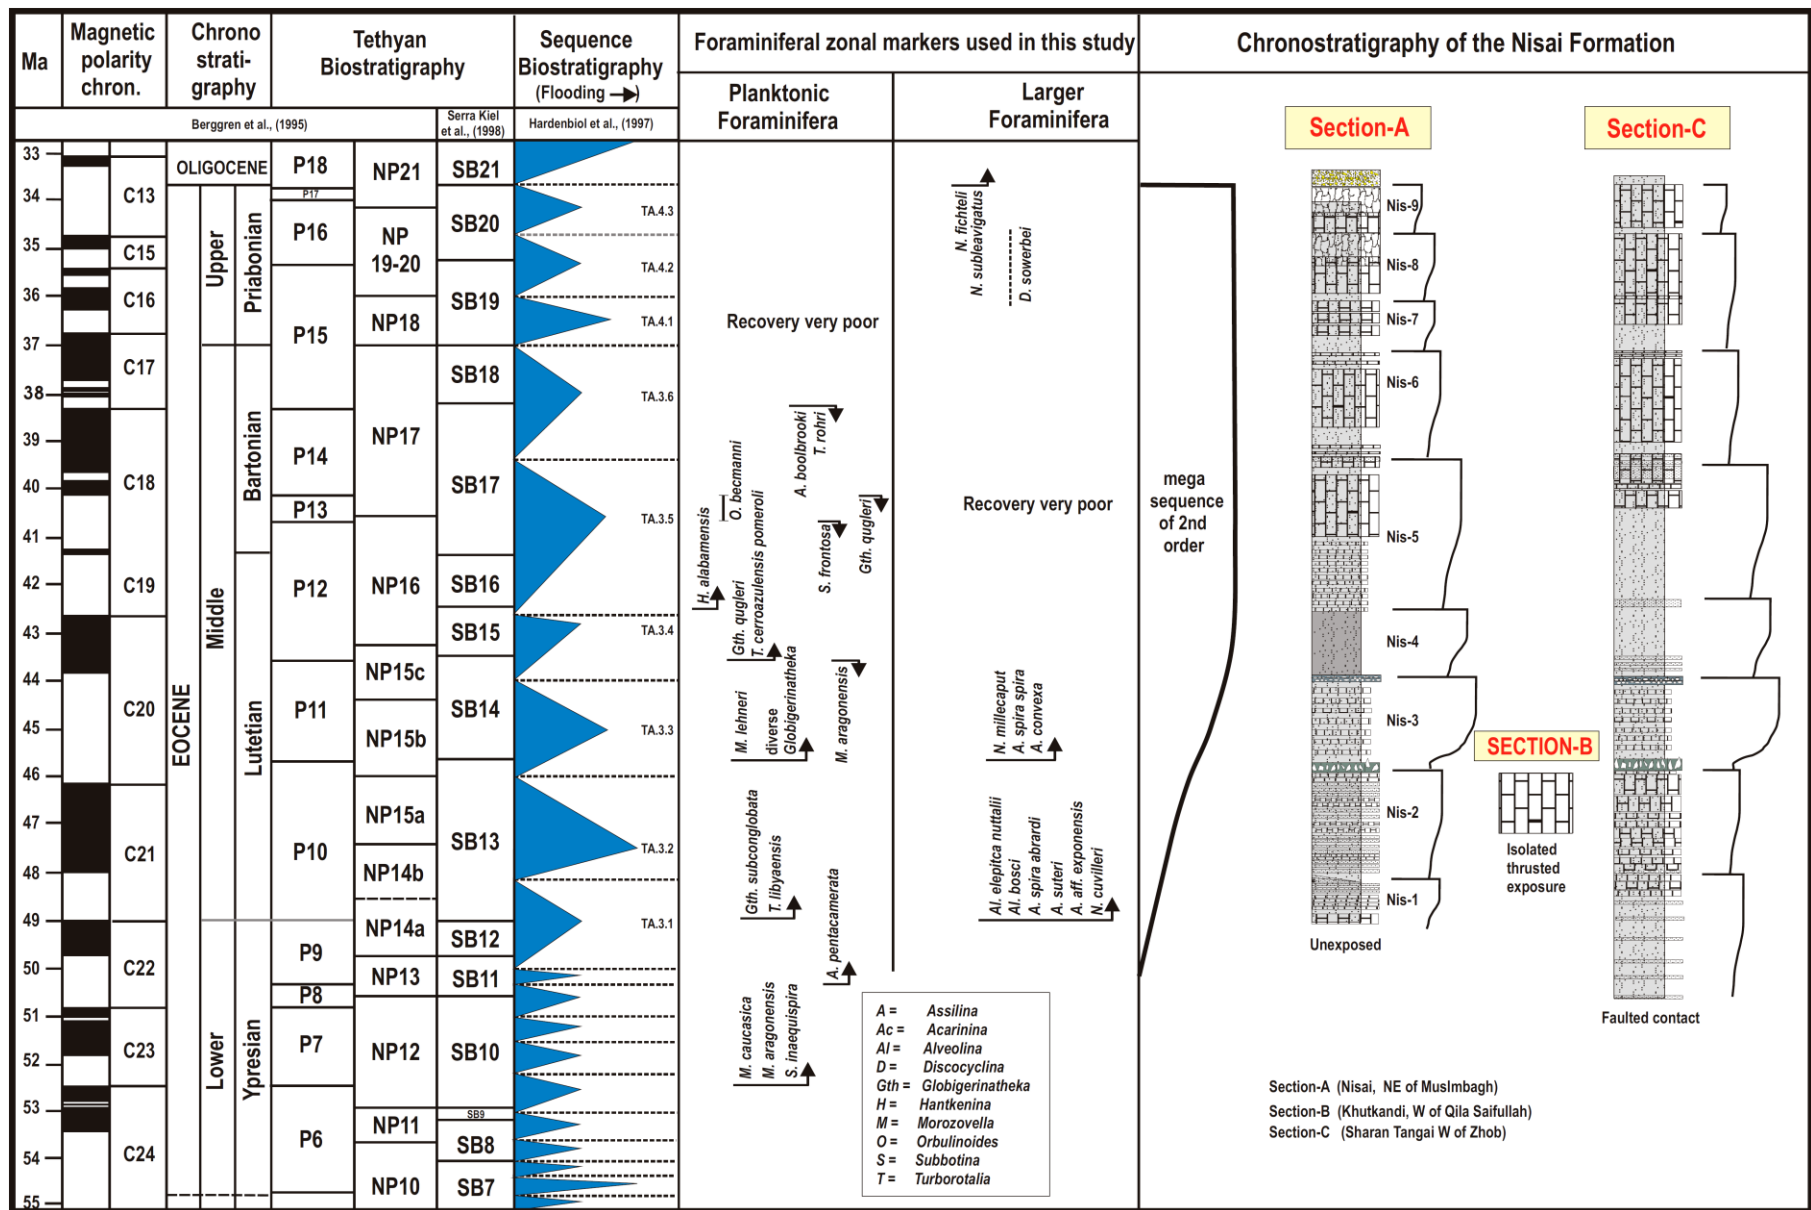 Ma
Magnetic
polarity
chron.
Chrono
strati-
graphy
Tethyan
Biostratigraphy
Sequence
Biostratigraphy
(Flooding
)
Foraminiferal zonal markers used in this study
Chronostratigraphy of the Nisai Formation
Berggren et al., (1995)
Serra Kiel
et al., (1998)
Hardenbiol et al., (1997)
Planktonic
Foraminifera
Larger
Foraminifera
33
34
35
36
37
38
39
40
41
42
43
44
45
46
47
48
49
50
51
52
53
54
55
C13
C15
C16
C17
C18
C19
C20
C21
C22
C23
C24
OLIGOCENE
EOCENE
Upper
Middle
Lower
Priabonian
Bartonian
Lutetian
Ypresian
P18
P17
P16
P15
P14
P13
P12
P11
P10
P9
P8
P7
P6
NP21
NP
19-20
NP18
NP17
NP16
NP15c
NP15b
NP15a
NP14b
NP14a
NP13
NP12
NP11
NP10
SB21
SB20
SB19
SB18
SB17
SB16
SB15
SB14
SB13
SB12
SB11
SB10
SB9
SB8
SB7
TA.4.3
TA.4.2
TA.4.1
TA.3.6
TA.3.5
TA.3.4
TA.3.3
TA.3.2
TA.3.1
Recovery very poor
A. boolbrooki
T. rohri
O. becmanni
H. alabamensis
Gth. qugleri
T. cerroazulensis pomeroli
S. frontosa
Gth. qugleri
M. lehneri
diverse
Globigerinatheka
M. aragonensis
Gth. subconglobata
T. libyaensis
A. pentacamerata
M. caucasica
M. aragonensis
S. inaequispira
N. fichteli
N. subleavigatus
D. sowerbei
Recovery very poor
N. millecaput
A. spira spira
A. convexa
Al. elepitca nuttalii
Al. bosci
A. spira abrardi
A. suteri
A. aff. exponensis
N. cuvilleri
A = Assilina
Ac = Acarinina
Al = Alveolina
D = Discocyclina
Gth = Globigerinatheka
H = Hantkenina
M = Morozovella
O = Orbulinoides
S = Subbotina
T = Turborotalia
mega
sequence
of 2nd
order
Section-A
Nis-9
Nis-8
Nis-7
Nis-6
Nis-5
Nis-4
Nis-3
Nis-2
Nis-1
Unexposed
SECTION-B
Isolated
thrusted
exposure
Section-C
Faulted contact
Section-A (Nisai, NE of Muslmbagh)
Section-B (Khutkandi, W of Qila Saifullah)
Section-C (Sharan Tangai W of Zhob)